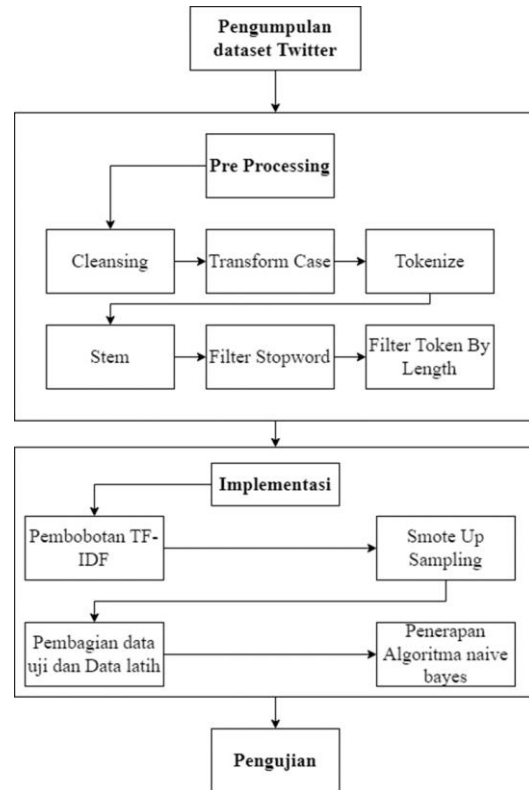 Pengumpulan
dataset Twitter
Pre Processing
Cleansing
Transform Case
Tokenize
Stem
Filter Stopword
Filter Token By
Length
Implementasi
Pembobotan TF-
IDF
Smote Up
Sampling
Pembagian data
uji dan Data latih
Penerapan
Algoritma naive
bayes
Pengujian